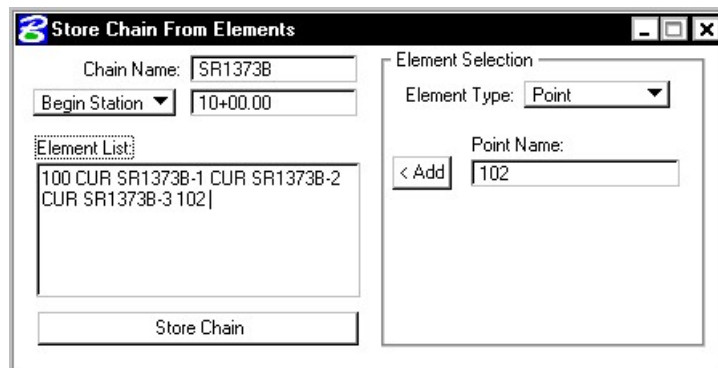 Store Chain From Elements
Chain Name: SR1373B
Begin Station 10+00.00
Element List:
100 CUR SR1373B-1 CUR SR1373B-2
CUR SR1373B-3 102
Store Chain
Element Selection
Element Type: Point
Point Name:
< Add 102